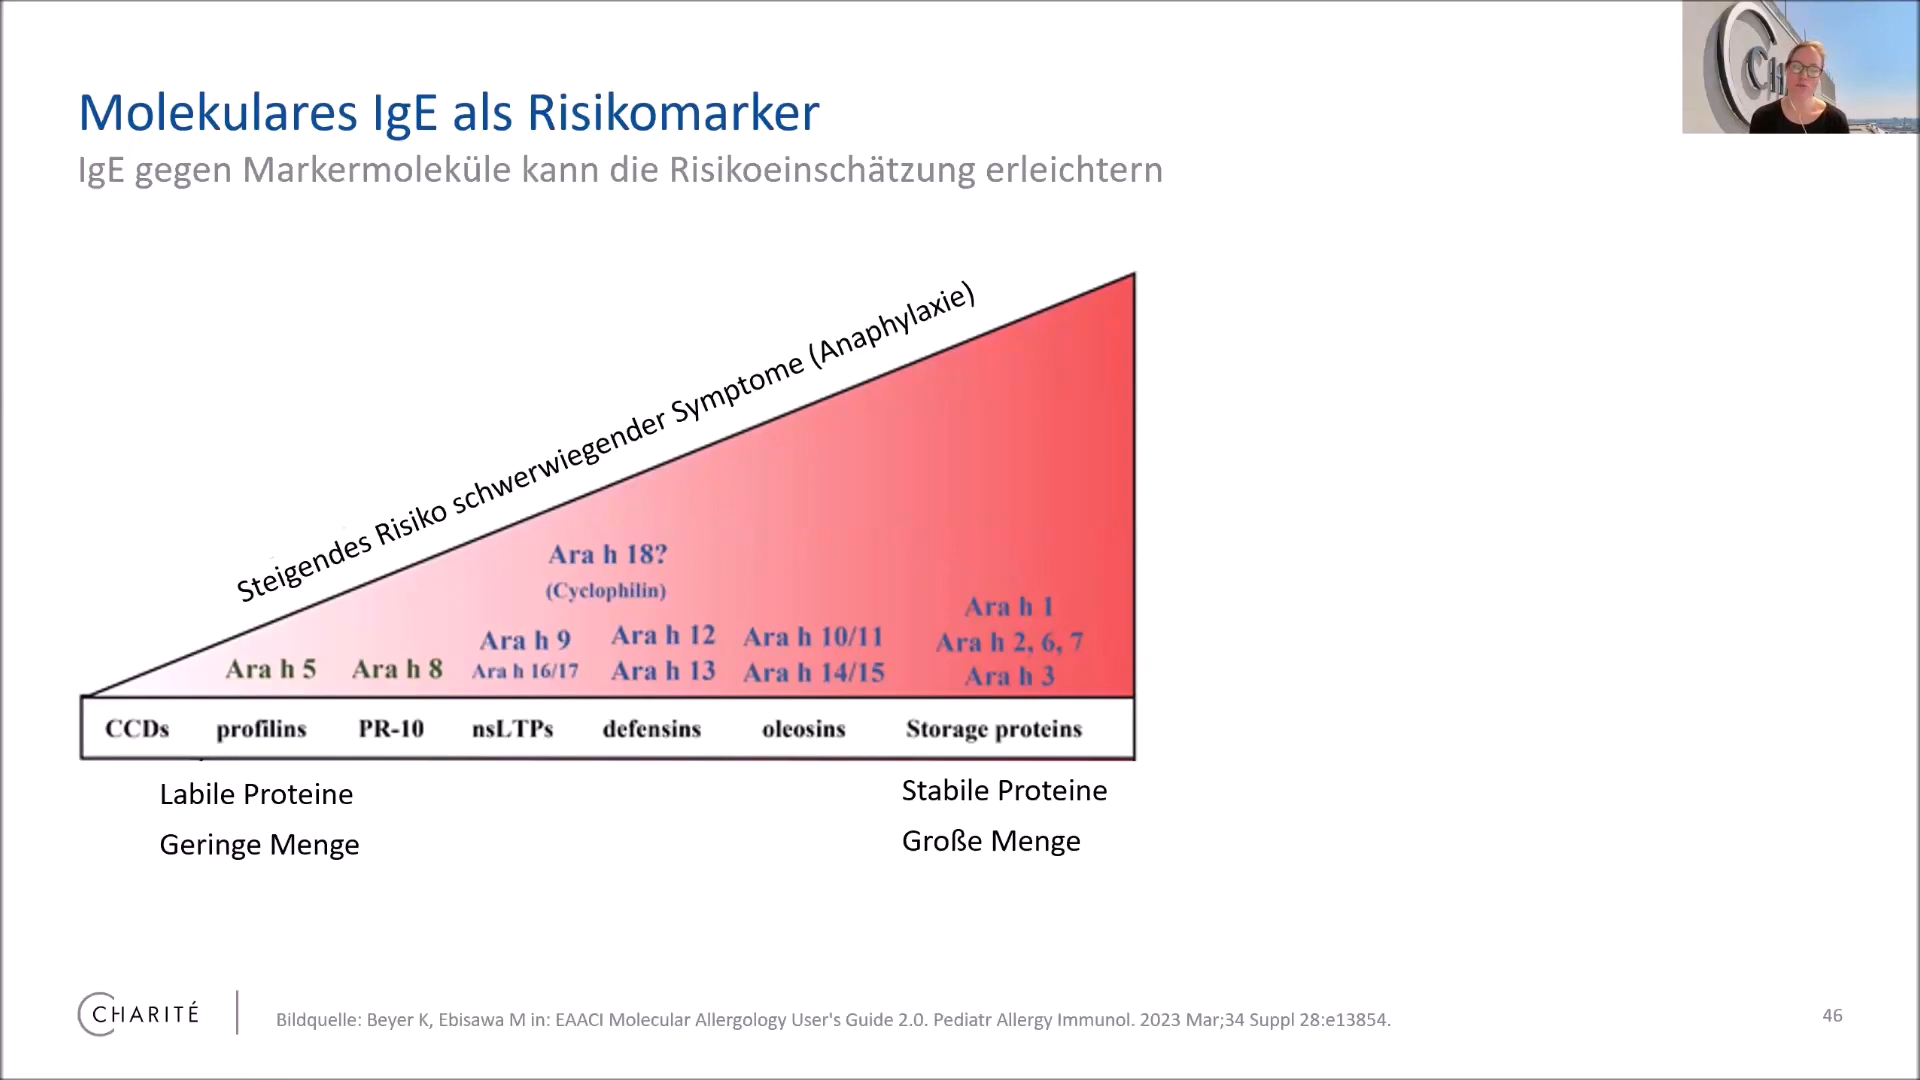 Molekulares IgE als Risikomarker
IgE gegen Markermoleküle kann die Risikoeinschätzung erleichtern
Steigendes Risiko schwerwiegender Symptome (Anaphylaxie)
Ara h 18?
(Cyclophilin)
Ara h 5
Ara h 8
Ara h 9
Ara h 16/17
Ara h 12
Ara h 13
Ara h 10/11
Ara h 14/15
Ara h 1
Ara h 2, 6, 7
Ara h 3
CCDs profilins PR-10 nsLTPs defensins oleosins Storage proteins
Labile Proteine
Geringe Menge
Stabile Proteine
Große Menge
CHARITÉ
Bildquelle: Beyer K, Ebisawa M in: EAACI Molecular Allergology User's Guide 2.0. Pediatr Allergy Immunol. 2023 Mar;34 Suppl 28:e13854.
46